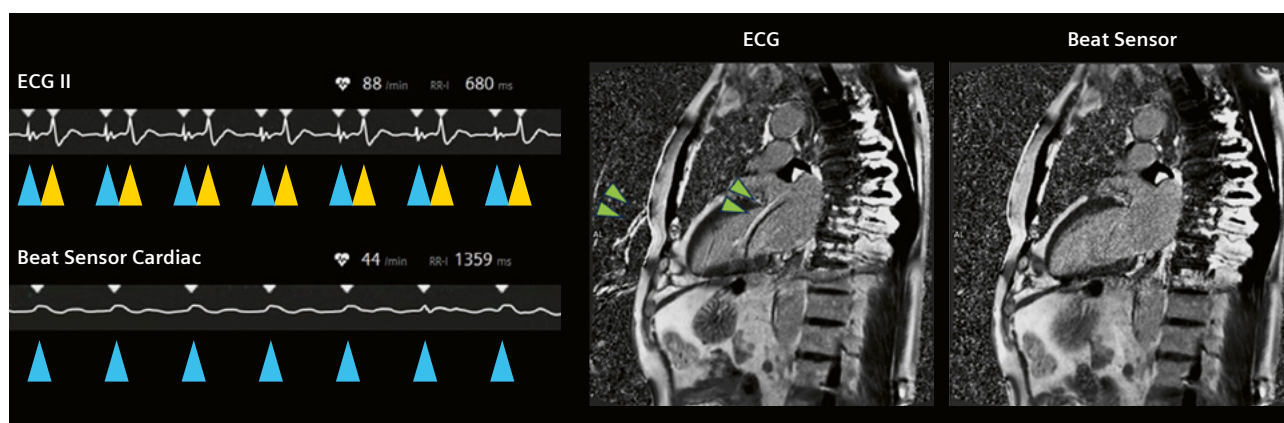 ECG II
88 /min RR-I 680 ms
Beat Sensor Cardiac
44 /min RR-I 1359 ms
ECG
AL
Beat Sensor
AL